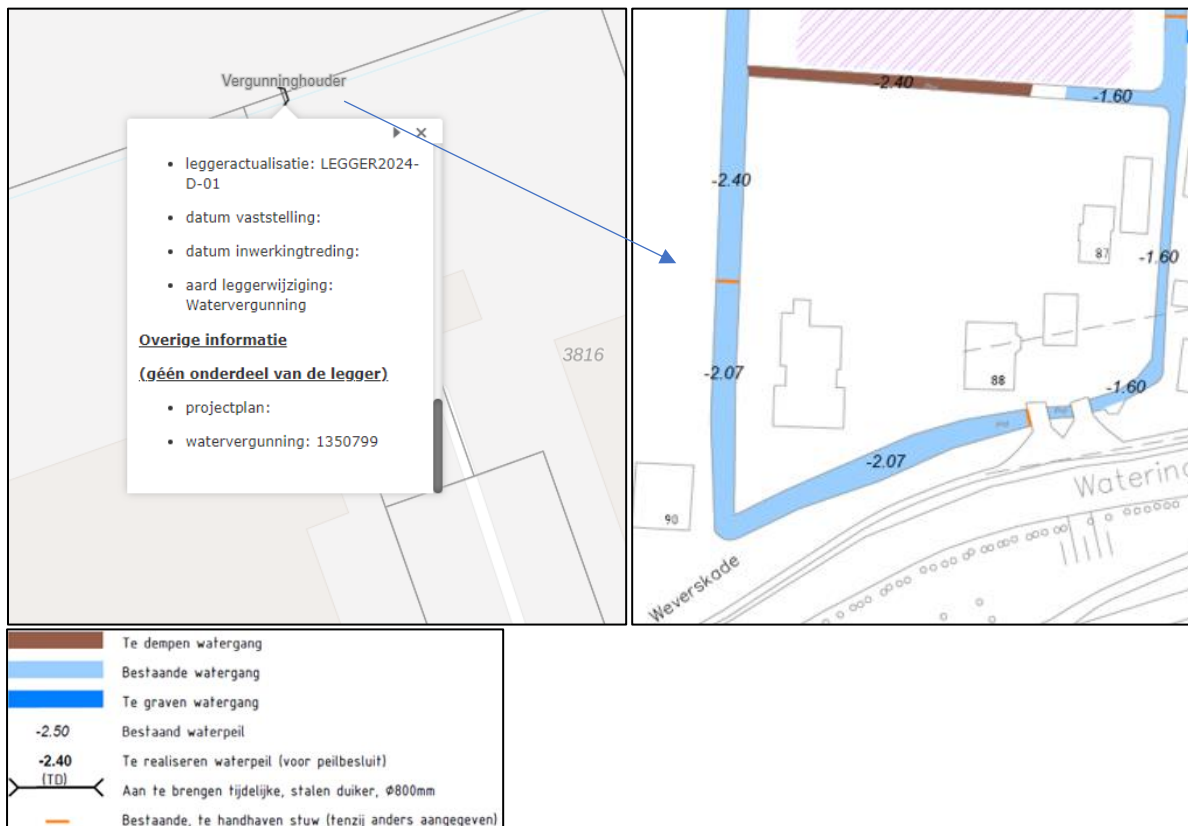 Vergunninghouder
leggeractualisatie: LEGGER2024-
D-01
datum vaststelling:
datum inwerkingtreding:
aard leggerwijziging:
Watervergunning
Overige informatie
(géén onderdeel van de legger)
projectplan:
watervergunning: 1350799
3816
-2.40
-1.60
-2.40
87
-1.60
-2.07
88
-1.60
-2.07
90
Watering
Weverskade
Te dempen watergang
Bestaande watergang
Te graven watergang
-2.50 Bestaand waterpeil
-2.40 Te realiseren waterpeil (voor peilbesluit)
(TD) Aan te brengen tijdelijke, stalen duiker, Ø800mm
Bestaande, te handhaven stuw (tenzij anders aangegeven)